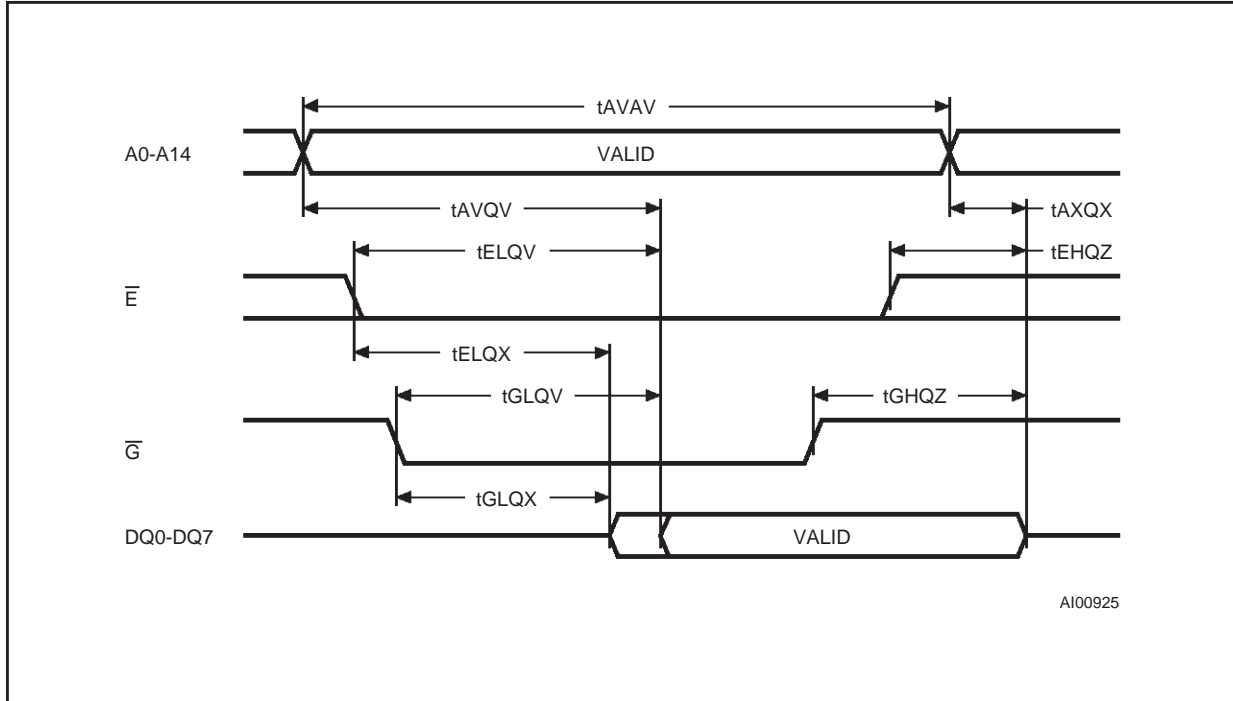 tAVAV
A0-A14 VALID
tAVQV tAXQX
tELQV tEHQZ
E̅
tELQX
tGLQV tGHQZ
G̅
tGLQX
DQ0-DQ7 VALID
AI00925